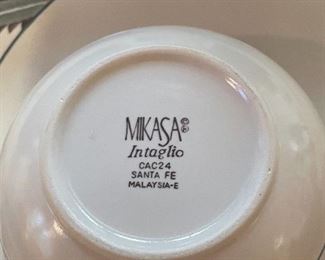 MIKASA®
Intaglio
CAC24
SANTA FE
MALAYSIA-E